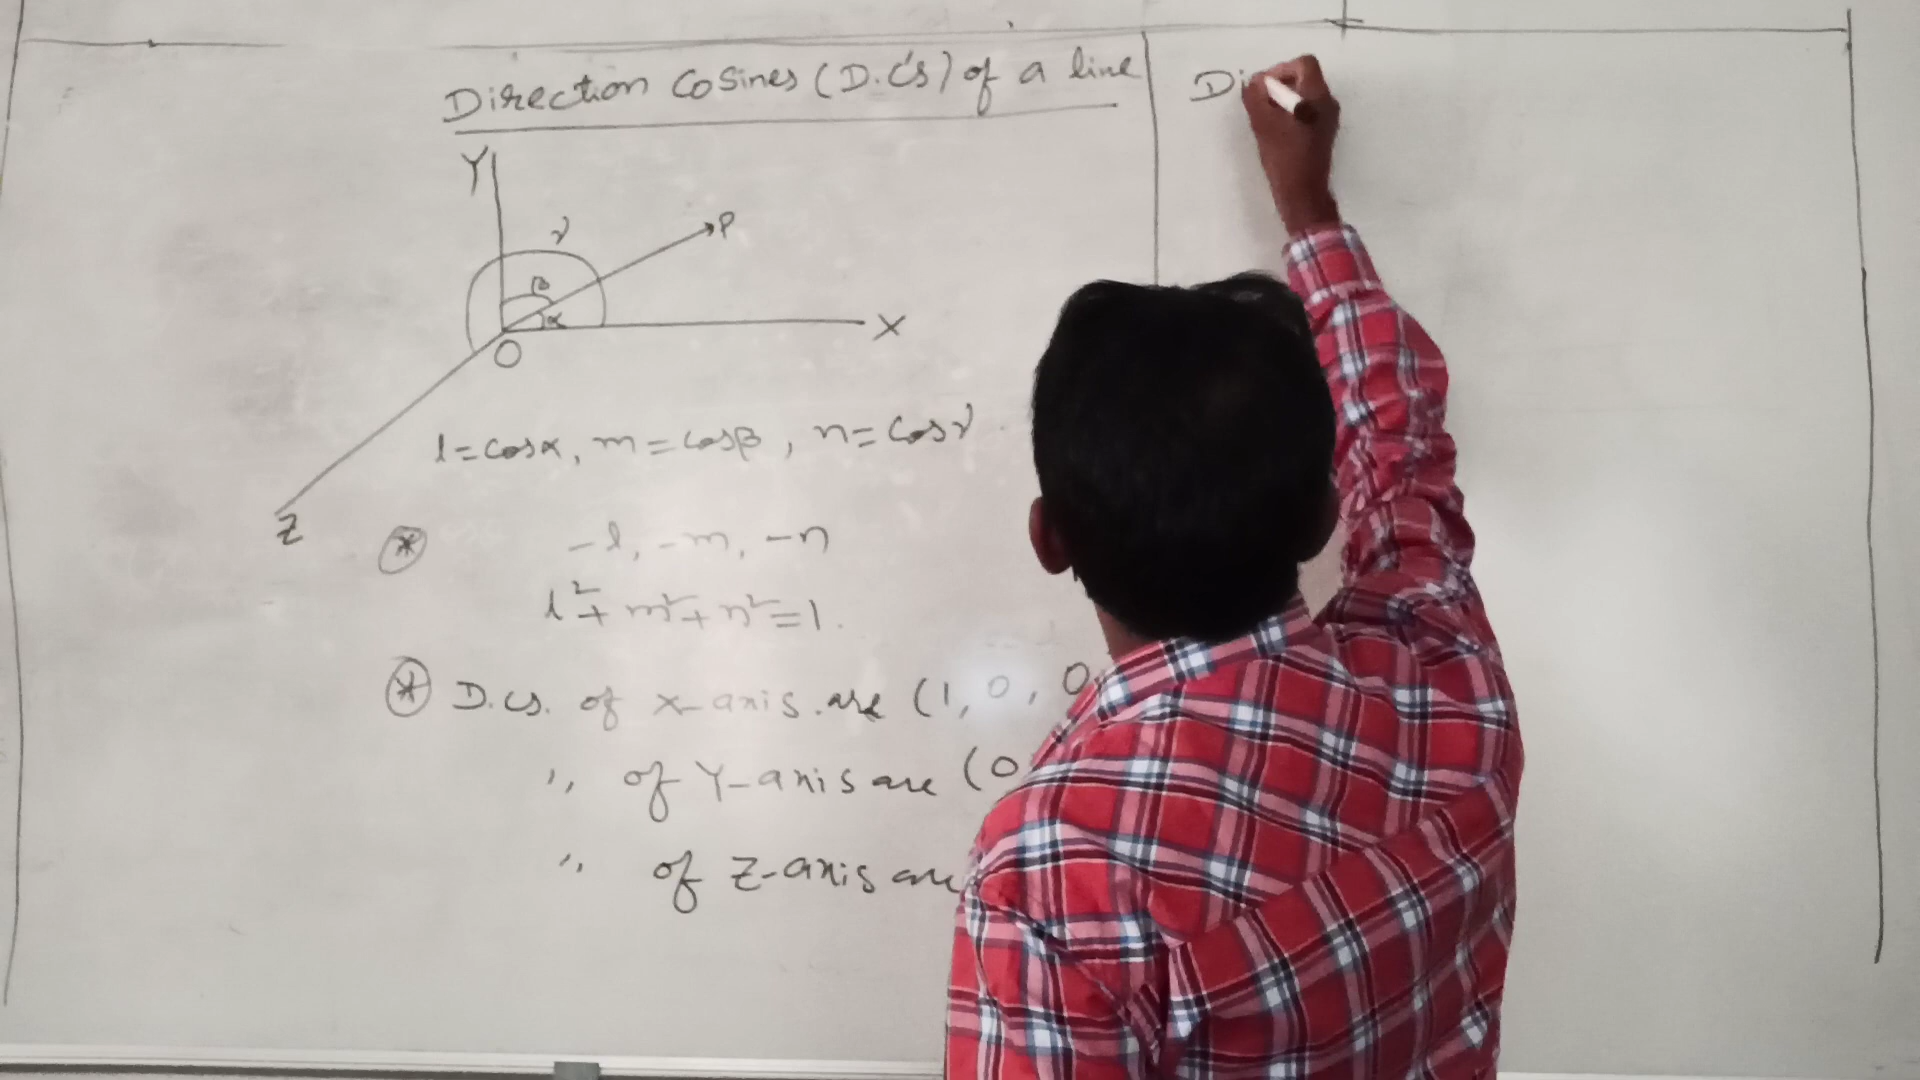 Direction Cosines (D.C's) of a line
Y
γ
P
β
α
X
O
Z
l=cosα, m=cosβ, n=cosγ
* -l, -m, -n
l²+m²+n²=1.
* D.Cs. of x-axis are (1, 0, 0
" of Y-axis are (0
" of Z-axis are
Di